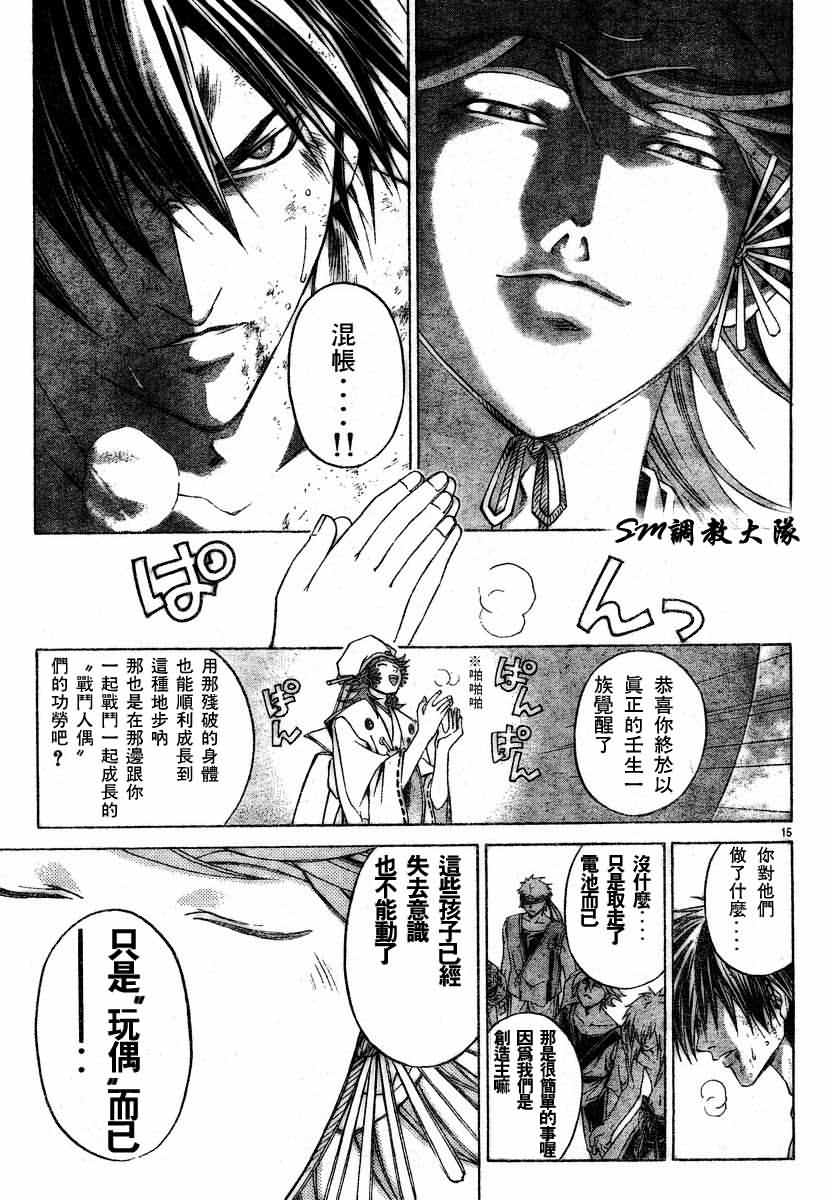 混帳‥‥!!
SM調教大隊
ぱんっ
恭喜你終於以
真正的壬生一
族覺醒了
ぱん
ぱん
※啪啪啪
ぱん
用那殘破的身體
也能順利成長到
這種地步吶
那也是在那邊跟你
一起戰鬥一起成長的
〝戰鬥人偶〞
們的功勞吧？
15
你對他們
做了什麼‥‥
沒什麼‥‥
只是取走了
電池而已
那是很簡單的事喔
因為我們是
創造主嘛
這些孩子已經
失去意識
也不能動了
只是〝玩偶〞而已
——‥‥